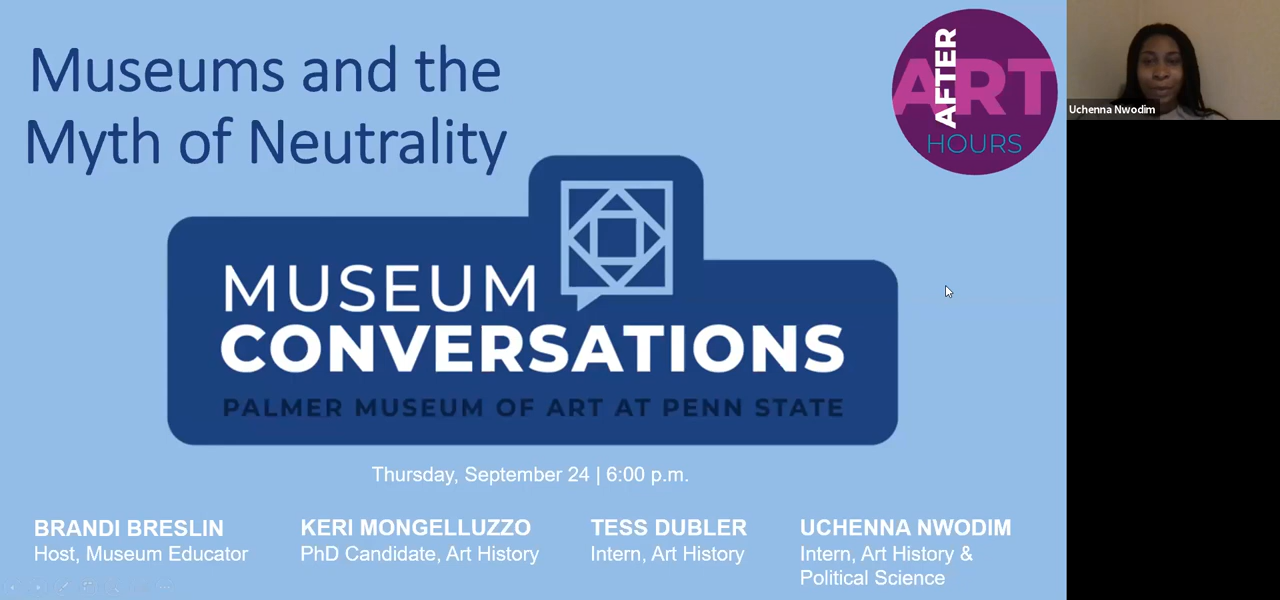 Museums and the
Myth of Neutrality
AFTER
ART
HOURS
Uchenna Nwodim
MUSEUM
CONVERSATIONS
PALMER MUSEUM OF ART AT PENN STATE
Thursday, September 24 | 6:00 p.m.
BRANDI BRESLIN
Host, Museum Educator
KERI MONGELLUZZO
PhD Candidate, Art History
TESS DUBLER
Intern, Art History
UCHENNA NWODIM
Intern, Art History &
Political Science